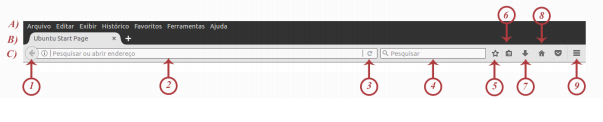 6 8
A) Arquivo Editar Exibir Histórico Favoritos Ferramentas Ajuda
B) Ubuntu Start Page × +
C) Pesquisar ou abrir endereço Pesquisar
1 2 3 4 5 7 9